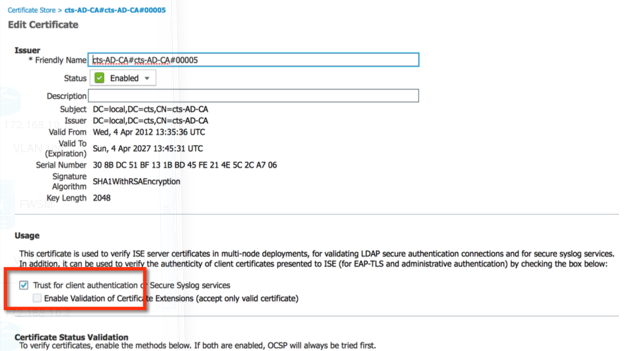 Certificate Store > cts-AD-CA#cts-AD-CA#00005
Edit Certificate
Issuer
* Friendly Name cts-AD-CA#cts-AD-CA#00005
Status Enabled
Description
Subject DC=local,DC=cts,CN=cts-AD-CA
Issuer DC=local,DC=cts,CN=cts-AD-CA
Valid From Wed, 4 Apr 2012 13:35:36 UTC
Valid To
(Expiration) Sun, 4 Apr 2027 13:45:31 UTC
Serial Number 30 8B DC 51 BF 13 1B BD 45 FE 21 4E 5C 2C A7 06
Signature
Algorithm SHA1WithRSAEncryption
Key Length 2048
Usage
This certificate is used to verify ISE server certificates in multi-node deployments, for validating LDAP secure authentication connections and for secure syslog services.
In addition, it can be used to verify the authenticity of client certificates presented to ISE (for EAP-TLS and administrative authentication) by checking the box below:
Trust for client authentication or Secure Syslog services
Enable Validation of Certificate Extensions (accept only valid certificate)
Certificate Status Validation
To verify certificates, enable the methods below. If both are enabled, OCSP will always be tried first.